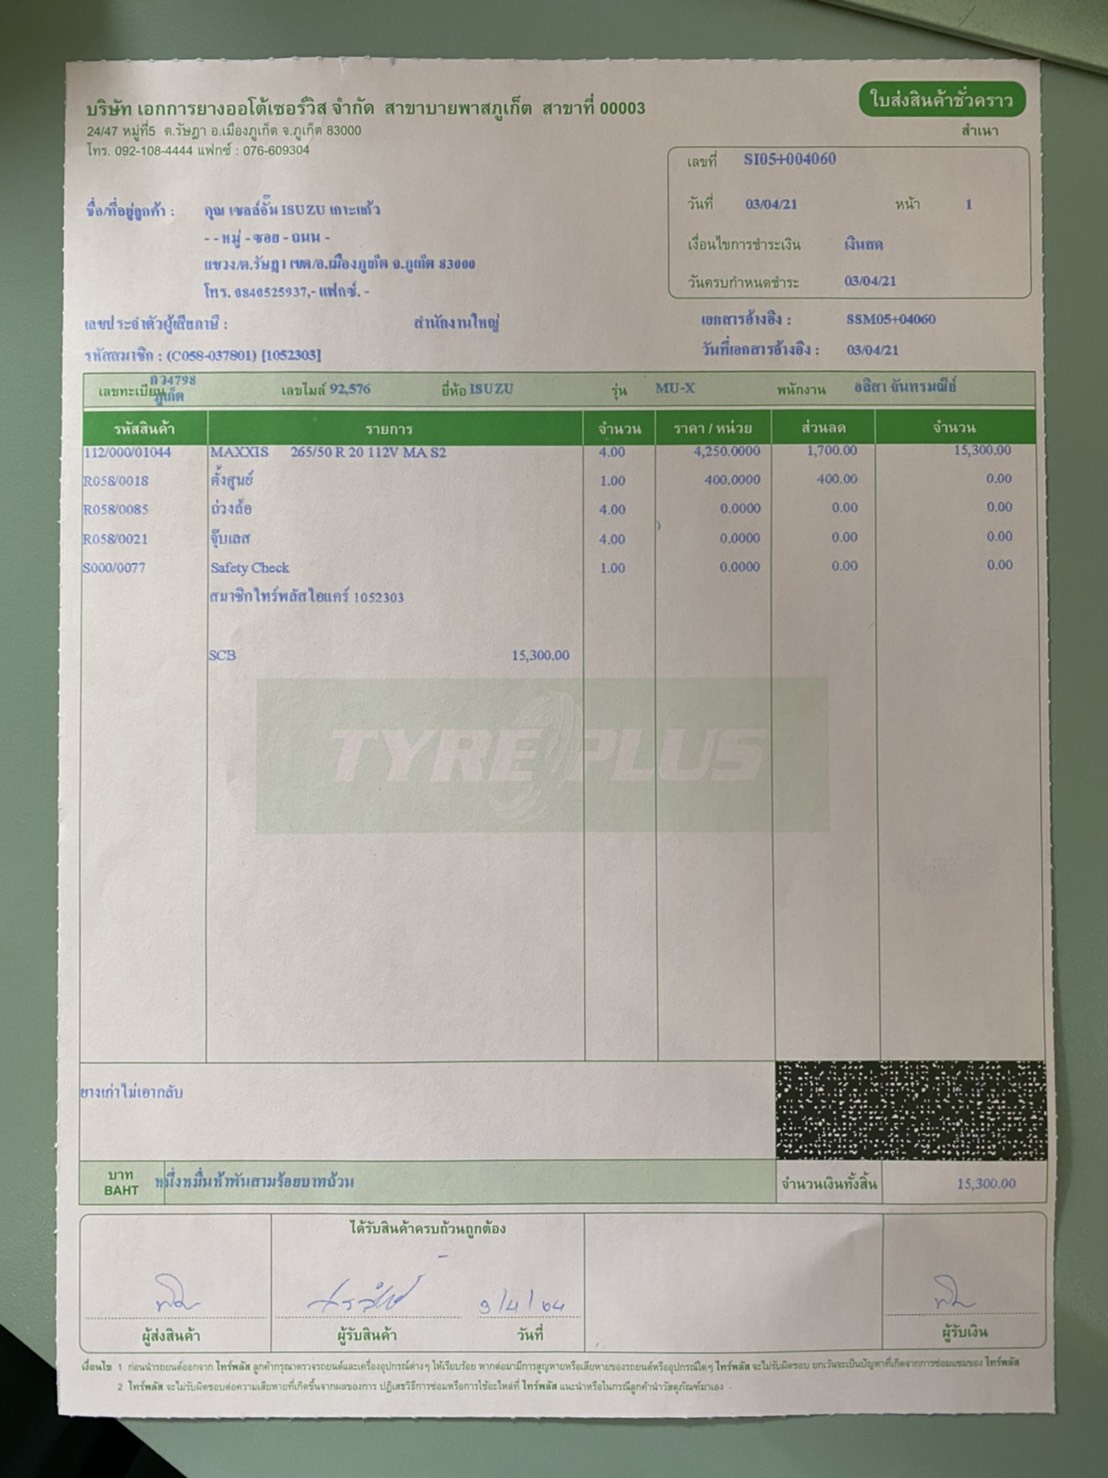 บริษัท เอกการยางออโต้เซอร์วิส จำกัด สาขาบายพาสภูเก็ต สาขาที่ 00003
24/47 หมู่ที่5 ต.รัษฎา อ.เมืองภูเก็ต จ.ภูเก็ต 83000
โทร. 092-108-4444 แฟกซ์ : 076-609304
ใบส่งสินค้าชั่วคราว
สำเนา
เลขที่ SI05+004060
วันที่ 03/04/21 หน้า 1
เงื่อนไขการชำระเงิน เงินสด
วันครบกำหนดชำระ 03/04/21
ชื่อ/ที่อยู่ลูกค้า : คุณ เซลล์อั้ม ISUZU เกาะแก้ว
- - หมู่ - ซอย - ถนน -
แขวง/ต.รัษฎา เขต/อ.เมืองภูเก็ต จ.ภูเก็ต 83000
โทร. 0840525937,- แฟกซ์. -
เลขประจำตัวผู้เสียภาษี : สำนักงานใหญ่
เอกสารอ้างอิง : SSM05+04060
รหัสสมาชิก : (C058-037801) [1052303]
วันที่เอกสารอ้างอิง : 03/04/21
เลขทะเบียน กว4798 ภูเก็ต เลขไมล์ 92,576 ยี่ห้อ ISUZU รุ่น MU-X พนักงาน อลิสา จันทรมณีย์
รหัสสินค้า รายการ จำนวน ราคา / หน่วย ส่วนลด จำนวน
112/000/01044 MAXXIS 265/50 R 20 112V MA S2 4.00 4,250.0000 1,700.00 15,300.00
R058/0018 ตั้งศูนย์ 1.00 400.0000 400.00 0.00
R058/0085 ถ่วงล้อ 4.00 0.0000 0.00 0.00
R058/0021 จุ๊บเลส 4.00 0.0000 0.00 0.00
S000/0077 Safety Check 1.00 0.0000 0.00 0.00
สมาชิกไทร์พลัสไอแคร์ 1052303
SCB 15,300.00
TYREPLUS
ยางเก่าไม่เอากลับ
บาท
BAHT หนึ่งหมื่นห้าพันสามร้อยบาทถ้วน จำนวนเงินทั้งสิ้น 15,300.00
ได้รับสินค้าครบถ้วนถูกต้อง
3/4/64
ผู้ส่งสินค้า ผู้รับสินค้า วันที่ ผู้รับเงิน
เงื่อนไข 1 ก่อนนำรถยนต์ออกจาก ไทร์พลัส ลูกค้ากรุณาตรวจรถยนต์และเครื่องอุปกรณ์ต่างๆ ให้เรียบร้อย หากต่อมามีการสูญหายหรือเสียหายของรถยนต์หรืออุปกรณ์ใดๆ ไทร์พลัส จะไม่รับผิดชอบ ยกเว้นจะเป็นปัญหาที่เกิดจากการซ่อมแซมของ ไทร์พลัส
2 ไทร์พลัส จะไม่รับผิดชอบต่อความเสียหายที่เกิดขึ้นจากผลของการ ปฏิเสธวิธีการซ่อมหรือการใช้อะไหล่ที่ ไทร์พลัส แนะนำหรือในกรณีลูกค้านำวัสดุภัณฑ์มาเอง